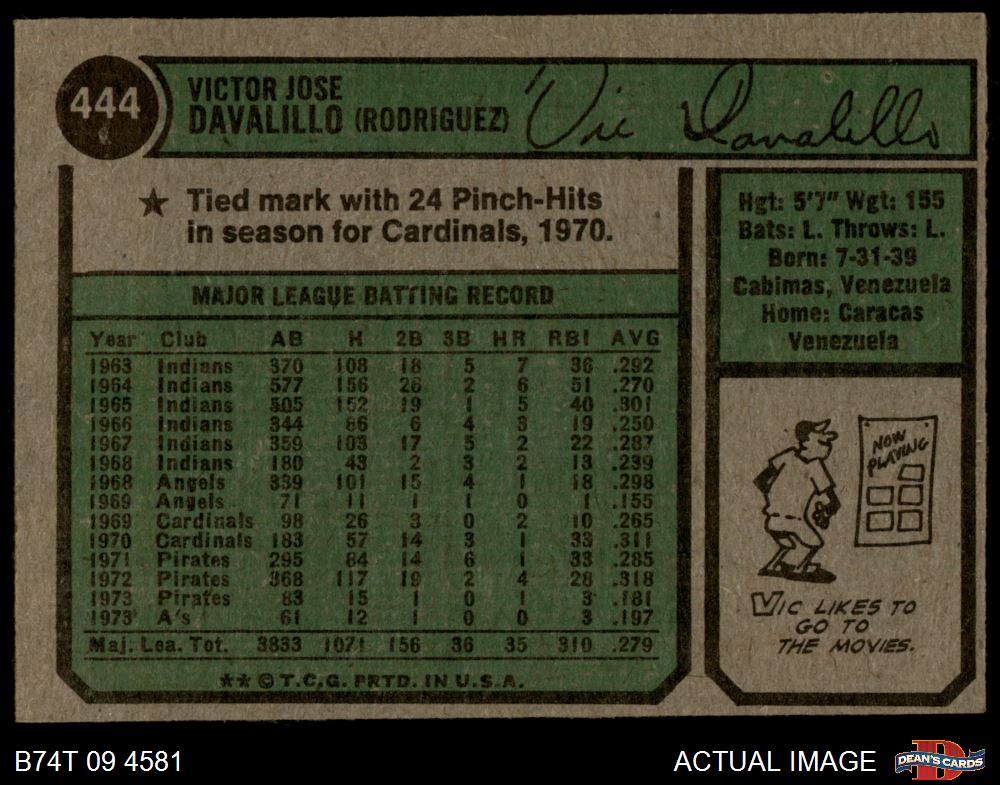 444
VICTOR JOSE
DAVALILLO (RODRIGUEZ)
Vic Davalillo
★ Tied mark with 24 Pinch-Hits
in season for Cardinals, 1970.
MAJOR LEAGUE BATTING RECORD
Year Club AB H 2B 3B HR RBI AVG
1963 Indians 370 108 18 5 7 36 .292
1964 Indians 577 156 26 2 6 51 .270
1965 Indians 505 152 19 1 5 40 .301
1966 Indians 344 86 6 4 3 19 .250
1967 Indians 359 103 17 5 2 22 .287
1968 Indians 180 43 2 3 2 13 .239
1968 Angels 339 101 15 4 1 18 .298
1969 Angels 71 11 1 1 0 1 .155
1969 Cardinals 98 26 3 0 2 10 .265
1970 Cardinals 183 57 14 3 1 33 .311
1971 Pirates 295 84 14 6 1 33 .285
1972 Pirates 368 117 19 2 4 28 .318
1973 Pirates 83 15 1 0 1 3 .181
1973 A's 61 12 1 0 0 3 .197
Maj. Lea. Tot. 3833 1071 156 36 35 310 .279
★★ © T.C.G. PRTD. IN U.S.A.
Hgt: 5'7" Wgt: 155
Bats: L. Throws: L.
Born: 7-31-39
Cabimas, Venezuela
Home: Caracas
Venezuela
NOW
PLAYING
VIC LIKES TO
GO TO
THE MOVIES.
B74T 09 4581
ACTUAL IMAGE
DEAN'S CARDS